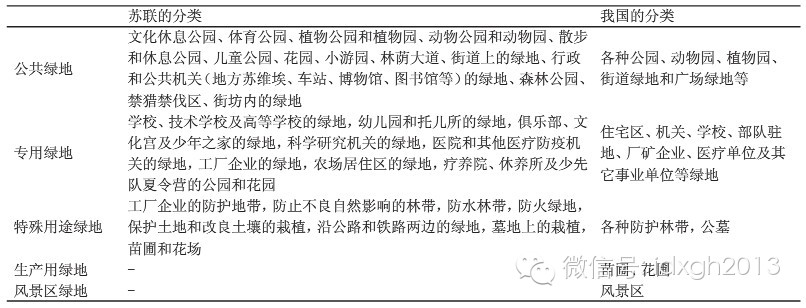 苏联的分类 我国的分类
公共绿地
文化休息公园、体育公园、植物公园和植物园、动物公园和动物园、散步
和休息公园、儿童公园、花园、小游园、林荫大道、街道上的绿地、行政
和公共机关(地方苏维埃、车站、博物馆、图书馆等)的绿地、森林公园、
禁猎禁伐区、街坊内的绿地
各种公园、动物园、植物园、
街道绿地和广场绿地等
专用绿地
学校、技术学校及高等学校的绿地，幼儿园和托儿所的绿地，俱乐部、文
化宫及少年之家的绿地，科学研究机关的绿地，医院和其他医疗防疫机
关的绿地，工厂企业的绿地，农场居住区的绿地，疗养院、休养所及少先
队夏令营的公园和花园
住宅区、机关、学校、部队驻
地、厂矿企业、医疗单位及其
它事业单位等绿地
特殊用途绿地
工厂企业的防护地带，防止不良自然影响的林带，防水林带，防火绿地，
保护土地和改良土壤的栽植，沿公路和铁路两边的绿地，墓地上的栽植，
苗圃和花场
各种防护林带，公墓
生产用绿地 - 苗圃，花圃
风景区绿地 - 风景区
微信号: jdxgh2013